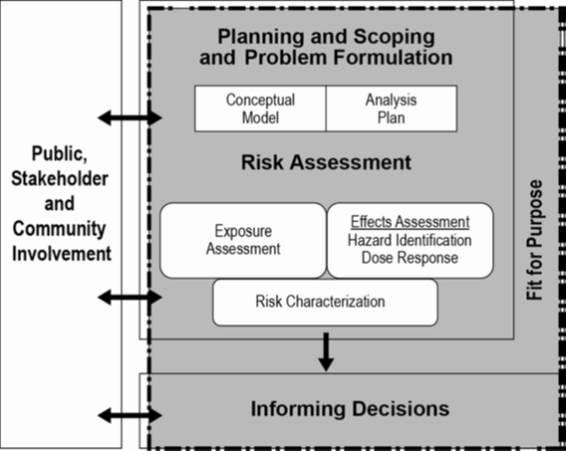 Planning and Scoping
and Problem Formulation
Conceptual
Model
Analysis
Plan
Public,
Stakeholder
and
Community
Involvement
Risk Assessment
Exposure
Assessment
Effects Assessment
Hazard Identification
Dose Response
Risk Characterization
Fit for Purpose
Informing Decisions